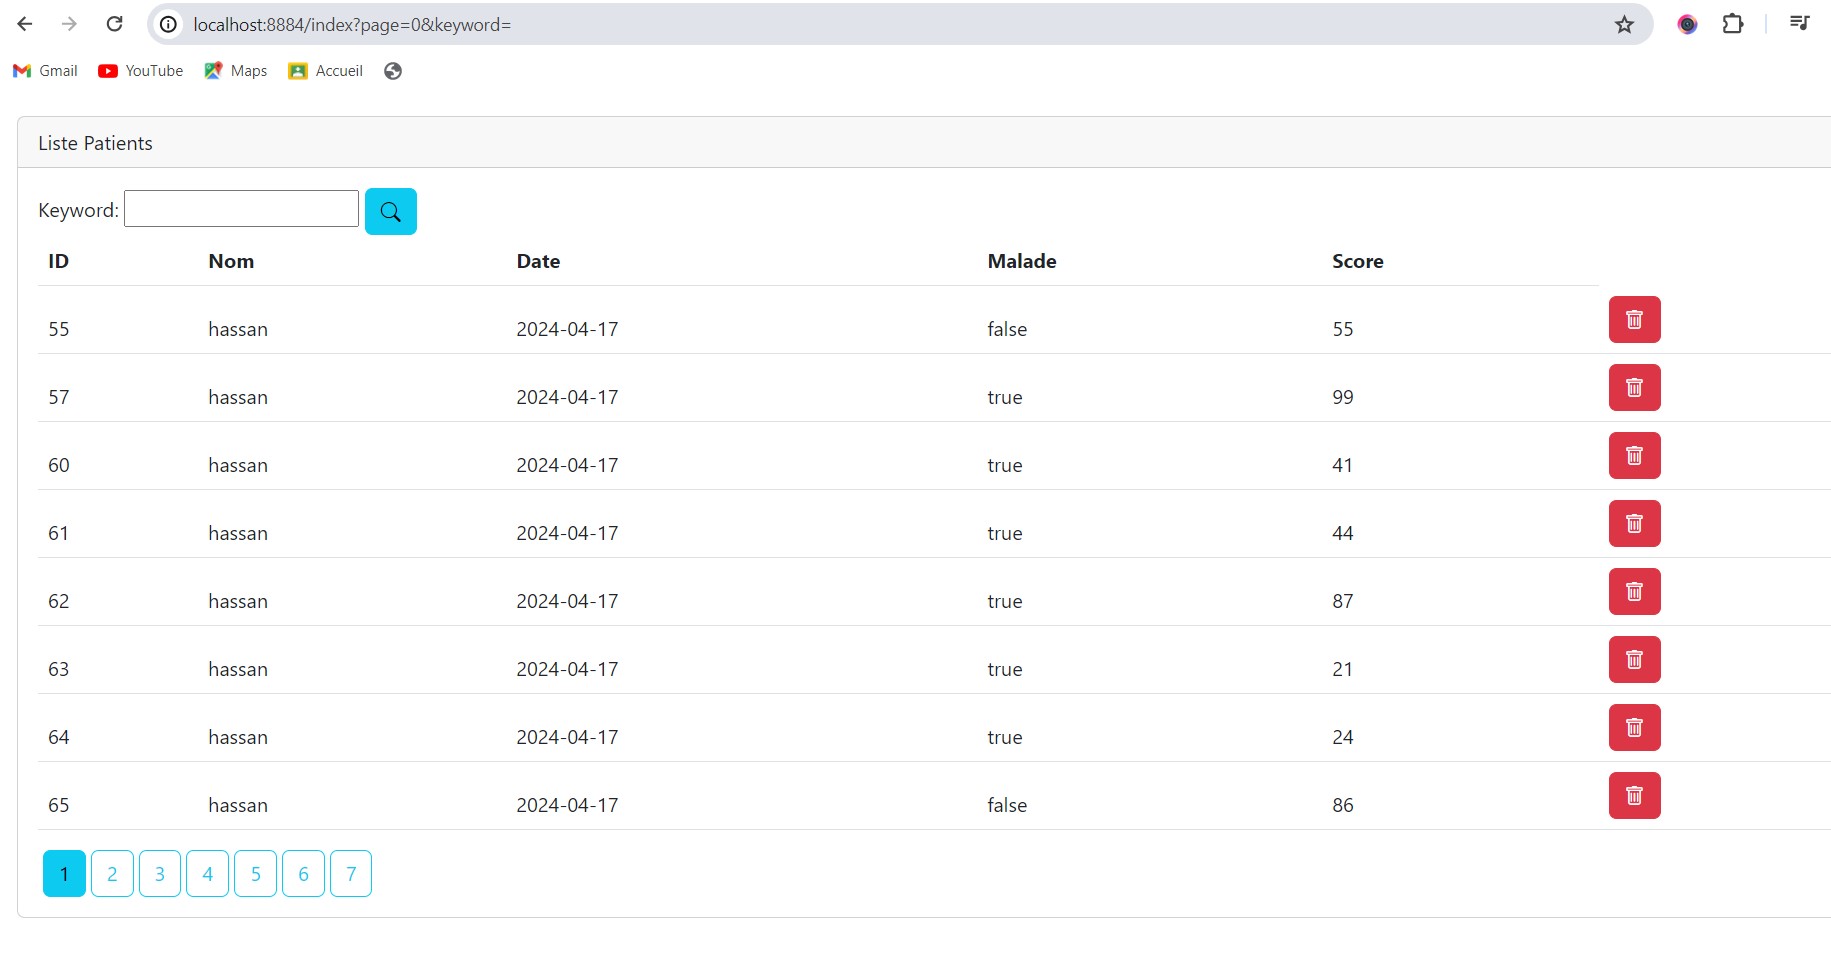 localhost:8884/index?page=0&keyword=
Gmail YouTube Maps Accueil
Liste Patients
Keyword:
ID Nom Date Malade Score
55 hassan 2024-04-17 false 55
57 hassan 2024-04-17 true 99
60 hassan 2024-04-17 true 41
61 hassan 2024-04-17 true 44
62 hassan 2024-04-17 true 87
63 hassan 2024-04-17 true 21
64 hassan 2024-04-17 true 24
65 hassan 2024-04-17 false 86
1 2 3 4 5 6 7